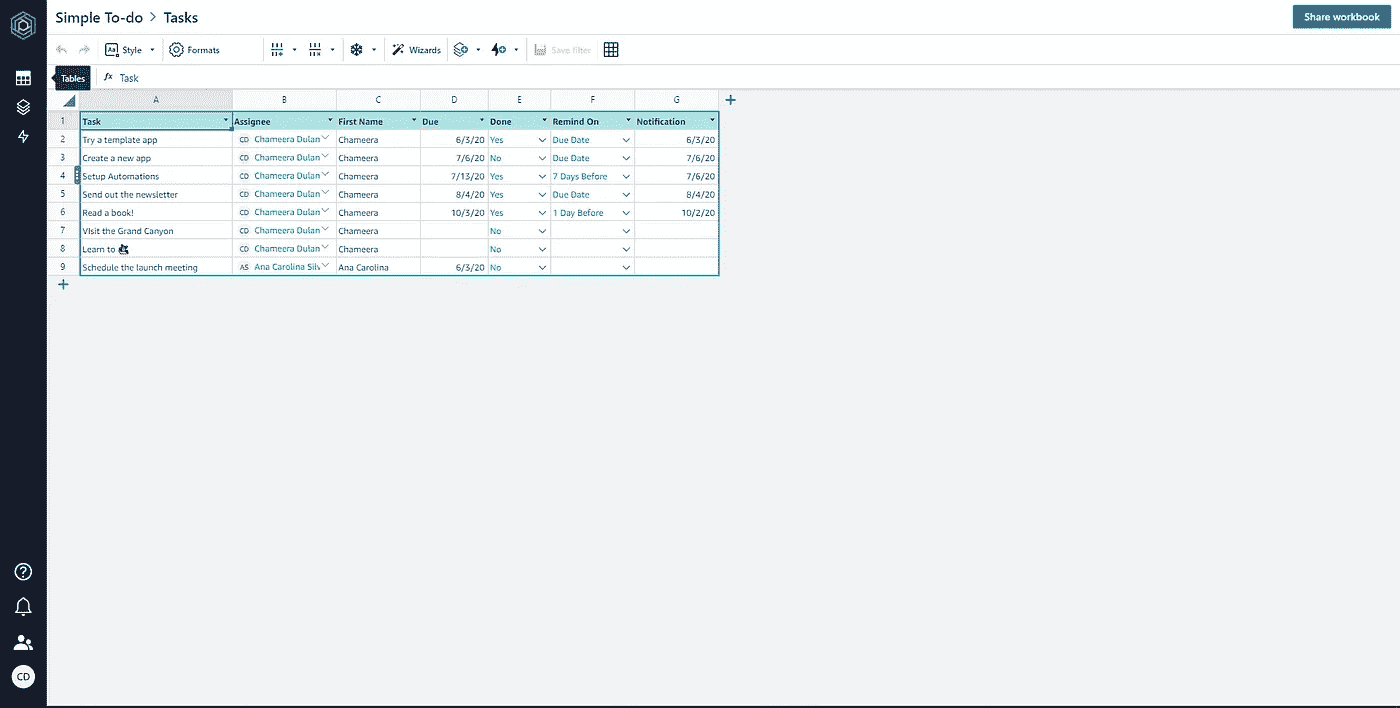 Simple To-do > Tasks
Share workbook
Aa Style Formats Wizards Save filter
Tables fx Task
A B C D E F G
1 Task Assignee First Name Due Done Remind On Notification
2 Try a template app CD Chameera Dulan Chameera 6/3/20 Yes Due Date 6/3/20
3 Create a new app CD Chameera Dulan Chameera 7/6/20 No Due Date 7/6/20
4 Setup Automations CD Chameera Dulan Chameera 7/13/20 Yes 7 Days Before 7/6/20
5 Send out the newsletter CD Chameera Dulan Chameera 8/4/20 Yes Due Date 8/4/20
6 Read a book! CD Chameera Dulan Chameera 10/3/20 Yes 1 Day Before 10/2/20
7 VIsit the Grand Canyon CD Chameera Dulan Chameera No
8 Learn to CD Chameera Dulan Chameera No
9 Schedule the launch meeting AS Ana Carolina Silv Ana Carolina 6/3/20 No
CD